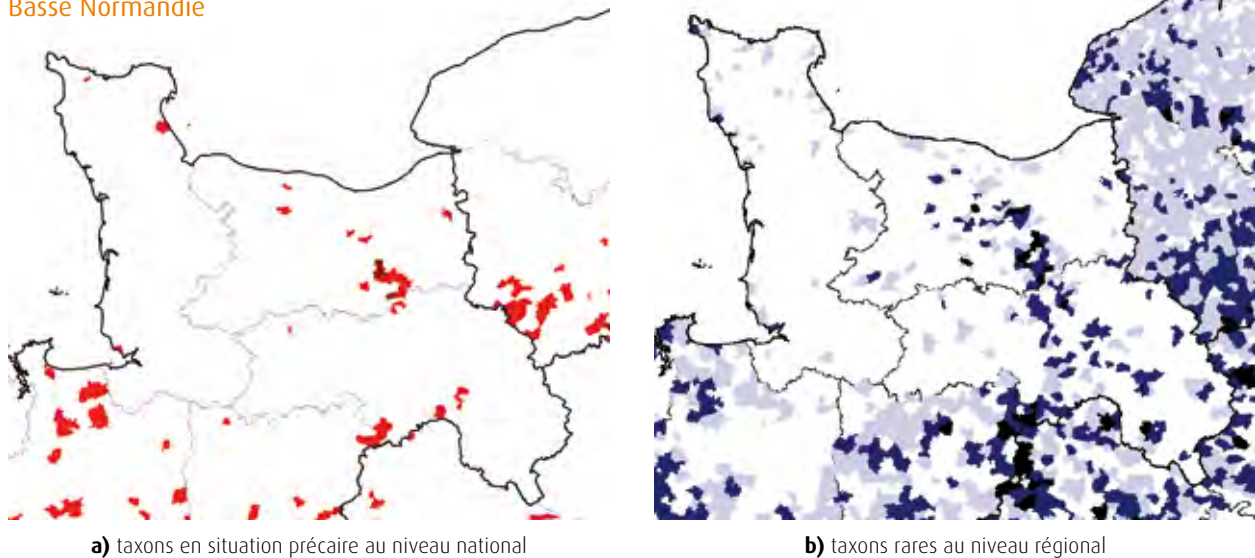 Basse Normandie
a) taxons en situation précaire au niveau national
b) taxons rares au niveau régional